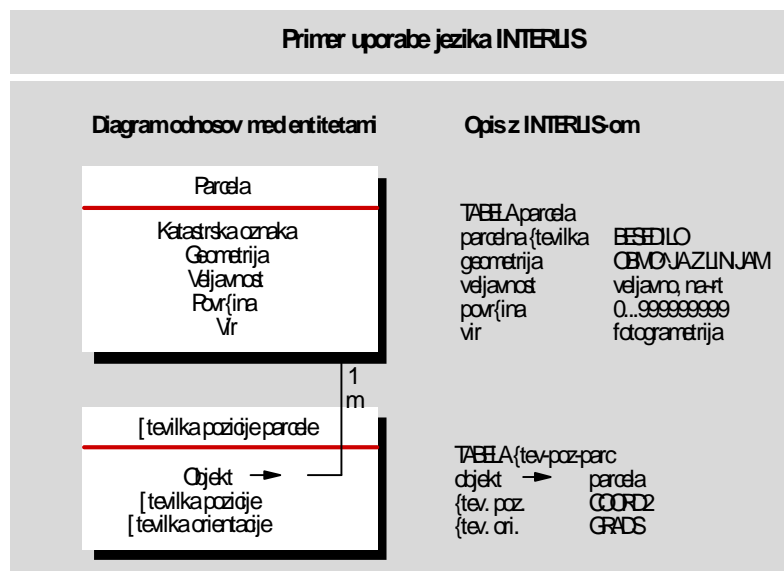 Primer uporabe jezika INTERLIS
Diagram odnosov med entitetami
Opis z INTERLIS-om
Parcela
Katastrska oznaka
Geometrija
Veljavnost
Povr{ina
Vir
1
m
[tevilka pozicije parcele
Objekt
[tevilka pozicije
[tevilka orientacije
TABELA parcela
parcelna {tevilka BESEDILO
geometrija OBMO^JA Z LINIJAMI
veljavnost veljavno, na~rt
povr{ina 0...999999999
vir fotogrametrija
TABELA {tev-poz-parc
objekt parcela
{tev. poz. COORD2
{tev. ori. GRADS